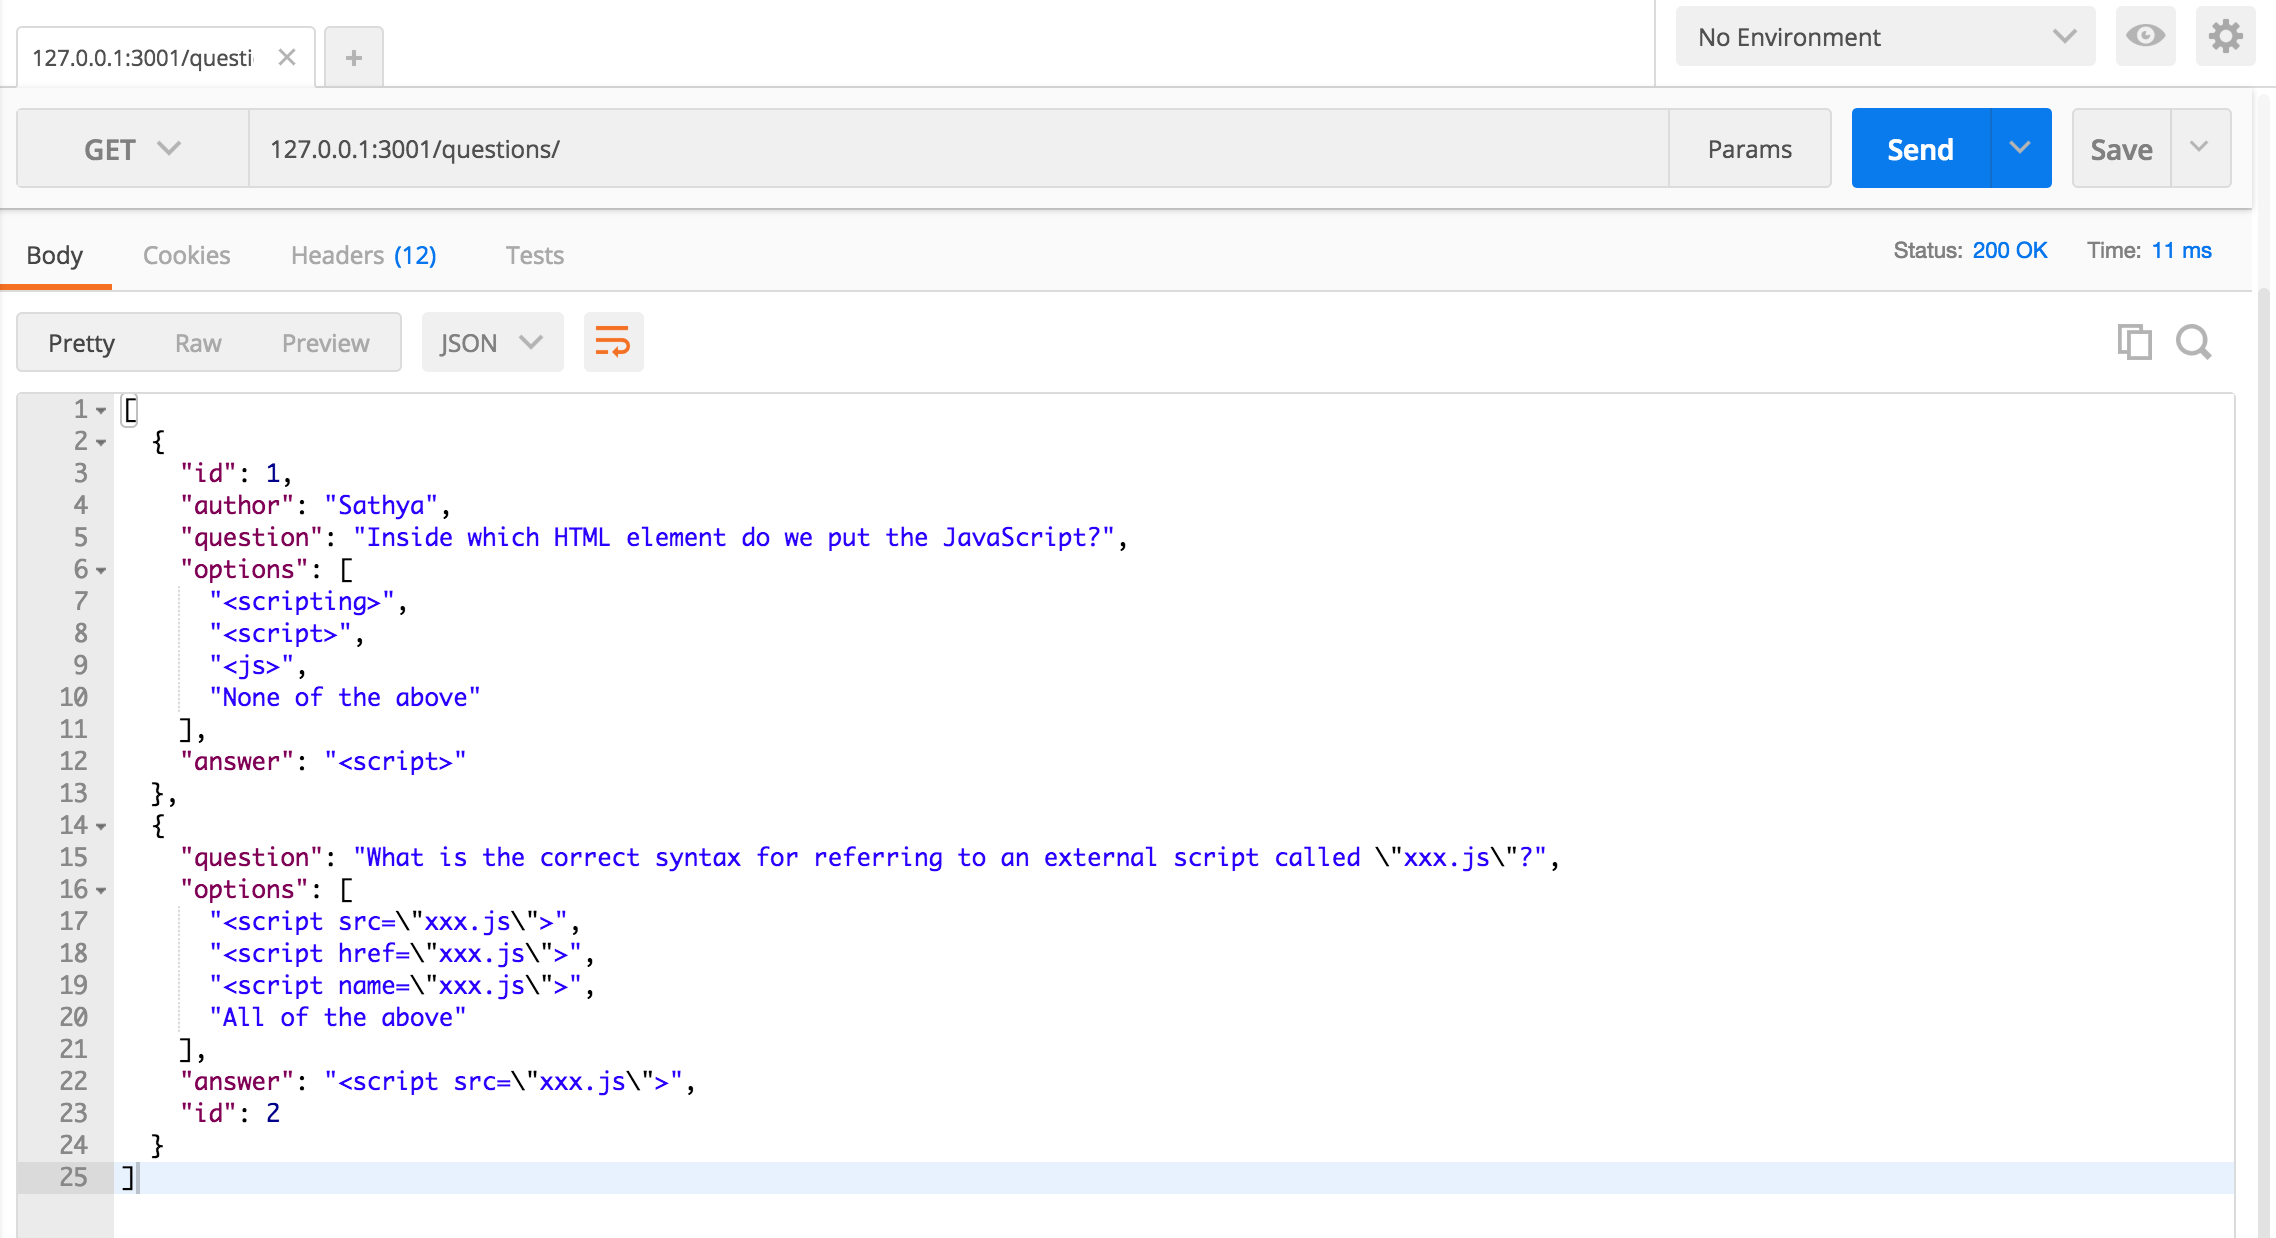 127.0.0.1:3001/questi
+
No Environment
GET
127.0.0.1:3001/questions/
Params
Send
Save
Body
Cookies
Headers (12)
Tests
Status: 200 OK
Time: 11 ms
Pretty
Raw
Preview
JSON
1 [
2 {
3 "id": 1,
4 "author": "Sathya",
5 "question": "Inside which HTML element do we put the JavaScript?",
6 "options": [
7 "<scripting>",
8 "<script>",
9 "<js>",
10 "None of the above"
11 ],
12 "answer": "<script>"
13 },
14 {
15 "question": "What is the correct syntax for referring to an external script called \"xxx.js\"?",
16 "options": [
17 "<script src=\"xxx.js\">",
18 "<script href=\"xxx.js\">",
19 "<script name=\"xxx.js\">",
20 "All of the above"
21 ],
22 "answer": "<script src=\"xxx.js\">",
23 "id": 2
24 }
25 ]